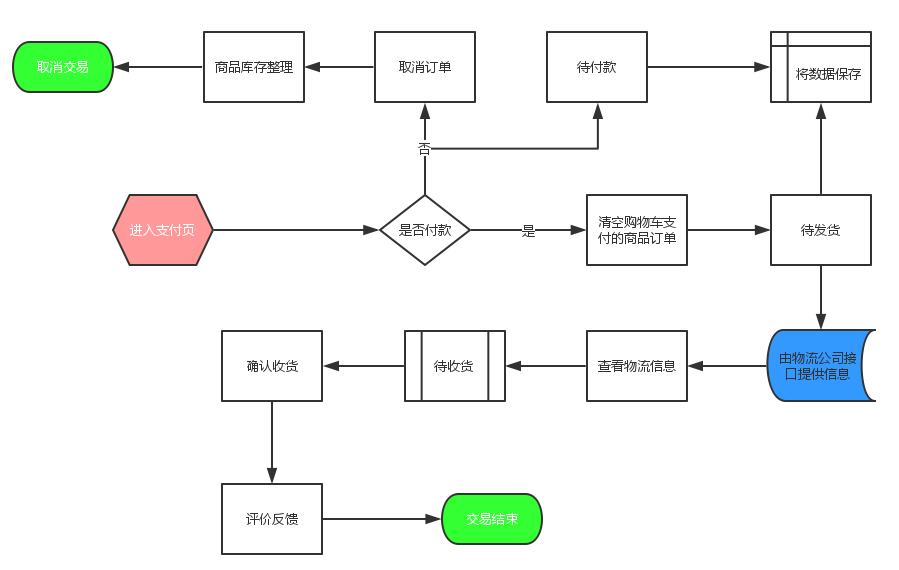 取消交易
商品库存整理
取消订单
待付款
将数据保存
否
进入支付页
是否付款
是
清空购物车支
付的商品订单
待发货
确认收货
待收货
查看物流信息
由物流公司接
口提供信息
评价反馈
交易结束